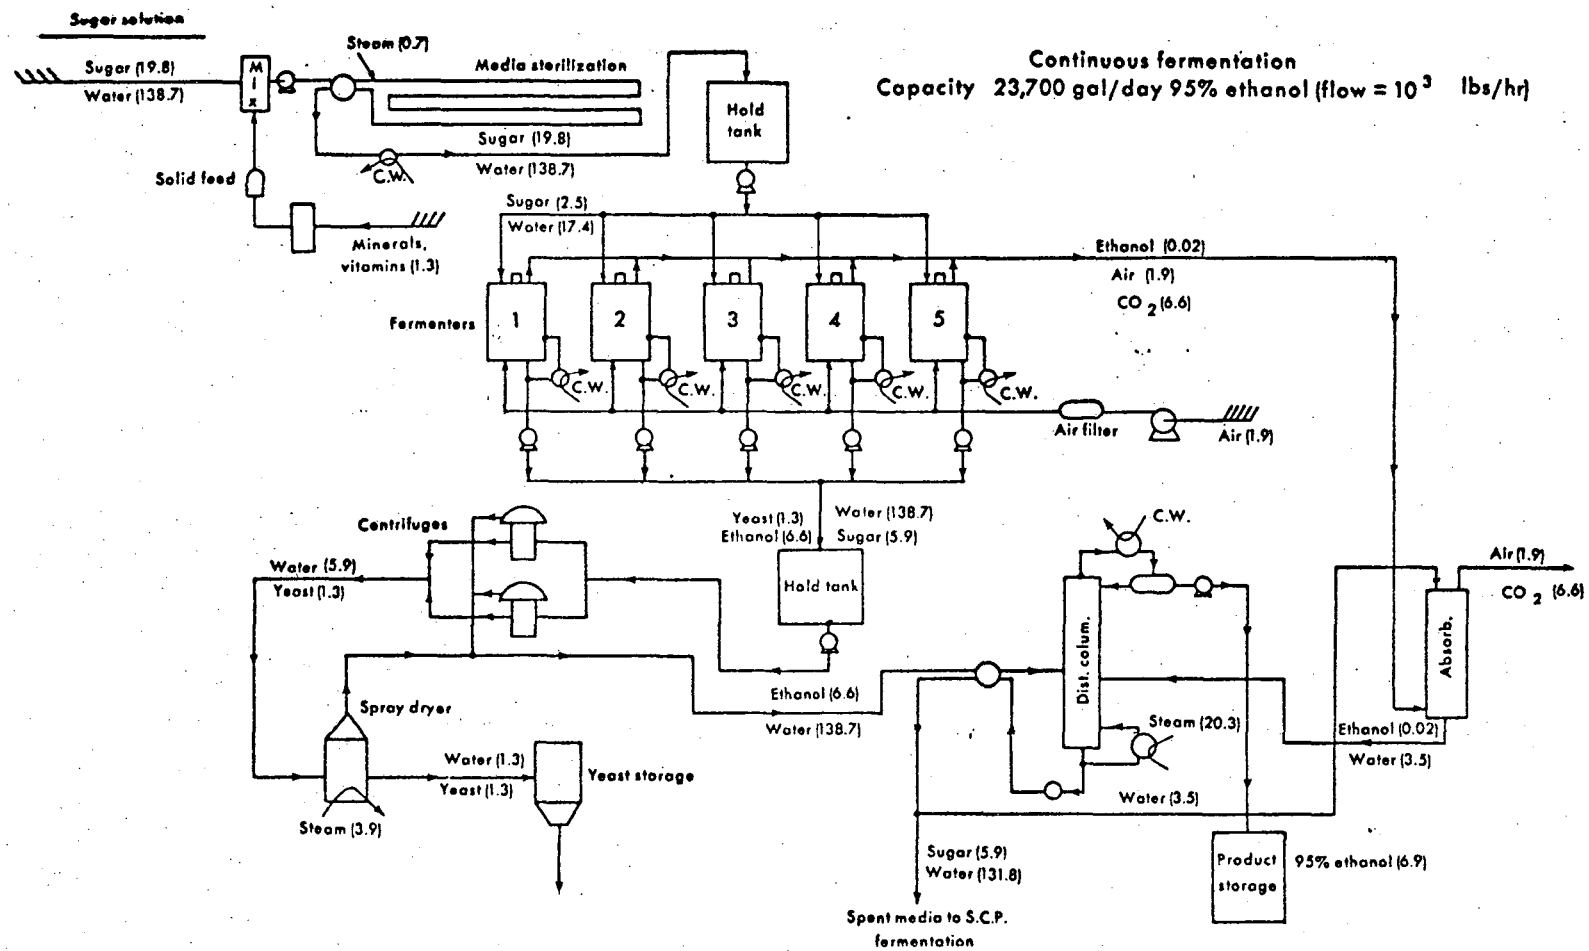 Sugar solution
Continuous fermentation
Capacity 23,700 gal/day 95% ethanol (flow = 10³ lbs/hr)
Steam (0.7)
Sugar (19.8)
Water (138.7)
Mix
Media sterilization
Sugar (19.8)
Water (138.7)
C.W.
Hold
tank
Solid feed
Minerals,
vitamins (1.3)
Sugar (2.5)
Water (17.4)
Ethanol (0.02)
Air (1.9)
CO₂ (6.6)
Fermenters
1
2
3
4
5
C.W.
C.W.
C.W.
C.W.
C.W.
Air filter
Air (1.9)
Yeast (1.3)
Ethanol (6.6)
Water (138.7)
Sugar (5.9)
Centrifuges
Hold tank
Water (5.9)
Yeast (1.3)
C.W.
Air (1.9)
CO₂ (6.6)
Absorb.
Dist. colum.
Ethanol (6.6)
Water (138.7)
Steam (20.3)
Ethanol (0.02)
Water (3.5)
Spray dryer
Water (1.3)
Yeast (1.3)
Yeast storage
Steam (3.9)
Water (3.5)
Sugar (5.9)
Water (131.8)
Product
storage
95% ethanol (6.9)
Spent media to S.C.P.
fermentation